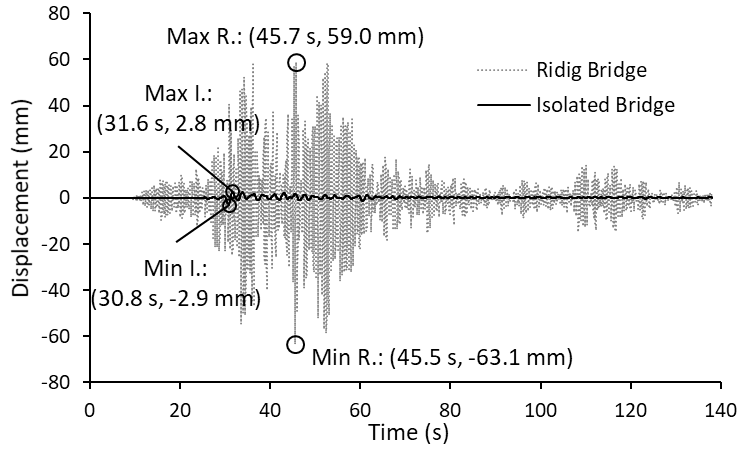 80
60
40
20
0
-20
-40
-60
-80
Displacement (mm)
Max R.: (45.7 s, 59.0 mm)
Max I.:
(31.6 s, 2.8 mm)
Ridig Bridge
Isolated Bridge
Min I.:
(30.8 s, -2.9 mm)
Min R.: (45.5 s, -63.1 mm)
0 20 40 60 80 100 120 140
Time (s)